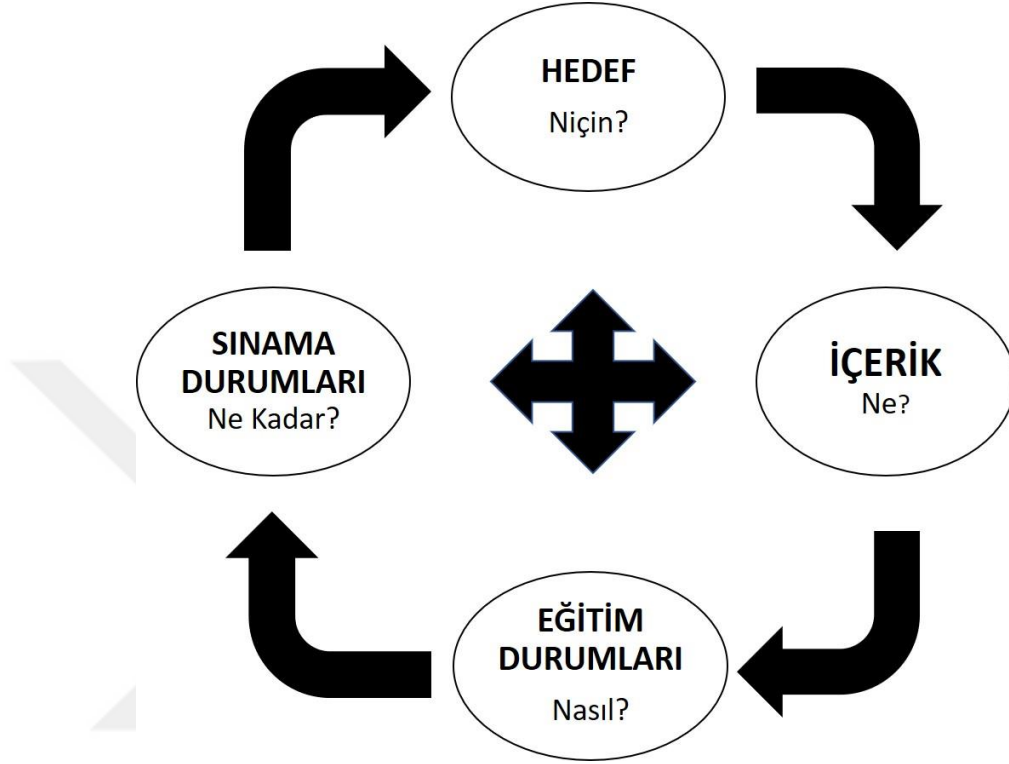 HEDEF
Niçin?
SINAMA
DURUMLARI
Ne Kadar?
İÇERİK
Ne?
EĞİTİM
DURUMLARI
Nasıl?